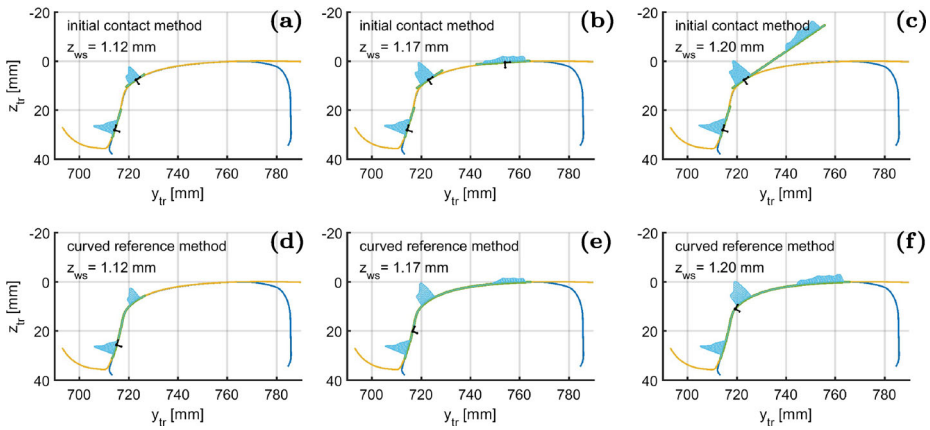 -20
initial contact method
(a)
z_ws = 1.12 mm
0
20
40
z_tr [mm]
700 720 740 760 780
y_tr [mm]
-20
initial contact method
(b)
z_ws = 1.17 mm
0
20
40
700 720 740 760 780
y_tr [mm]
-20
initial contact method
(c)
z_ws = 1.20 mm
0
20
40
700 720 740 760 780
y_tr [mm]
-20
curved reference method
(d)
z_ws = 1.12 mm
0
20
40
z_tr [mm]
700 720 740 760 780
y_tr [mm]
-20
curved reference method
(e)
z_ws = 1.17 mm
0
20
40
700 720 740 760 780
y_tr [mm]
-20
curved reference method
(f)
z_ws = 1.20 mm
0
20
40
700 720 740 760 780
y_tr [mm]